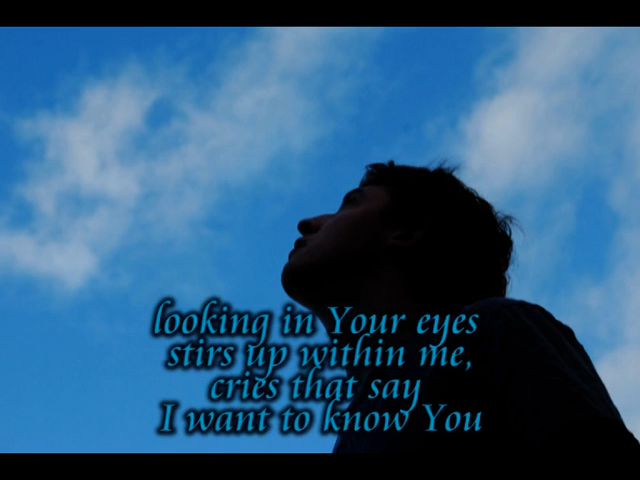 looking in Your eyes
stirs up within me,
cries that say
I want to know You